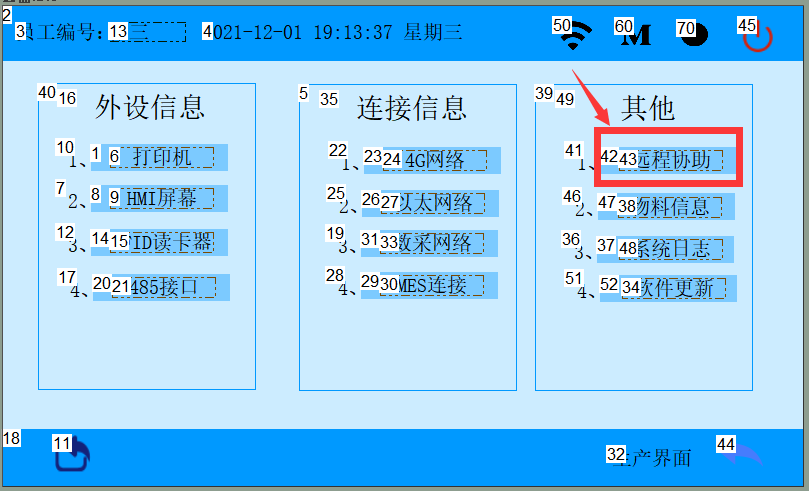 2
3 员工编号: 13 三 4 2021-12-01 19:13:37 星期三 50 60 M 70 45
40 16 外设信息
10 1、 1 6 打印机
7 2、 8 9 HMI屏幕
12 3、 14 15 ID读卡器
17 4、 20 21 485接口
5 35 连接信息
22 1、 23 24 4G网络
25 2、 26 27 以太网络
19 3、 31 33 数采网络
28 4、 29 30 MES连接
39 49 其他
41 1、 42 43 远程协助
46 2、 47 38 物料信息
36 3、 37 48 系统日志
51 4、 52 34 软件更新
18 11 32 生产界面 44